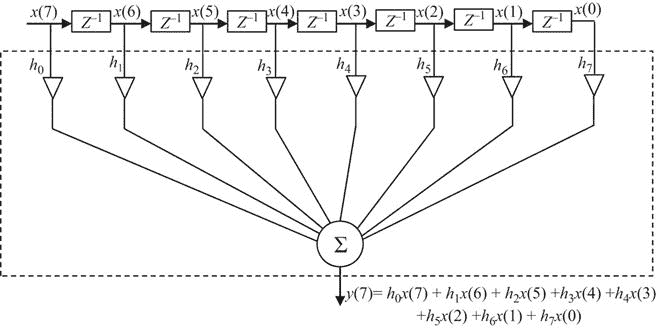 x(7) Z⁻¹ x(6) Z⁻¹ x(5) Z⁻¹ x(4) Z⁻¹ x(3) Z⁻¹ x(2) Z⁻¹ x(1) Z⁻¹ x(0)
h₀ h₁ h₂ h₃ h₄ h₅ h₆ h₇
Σ
y(7)= h₀x(7) + h₁x(6) + h₂x(5) +h₃x(4) +h₄x(3)
+h₅x(2) +h₆x(1) + h₇x(0)